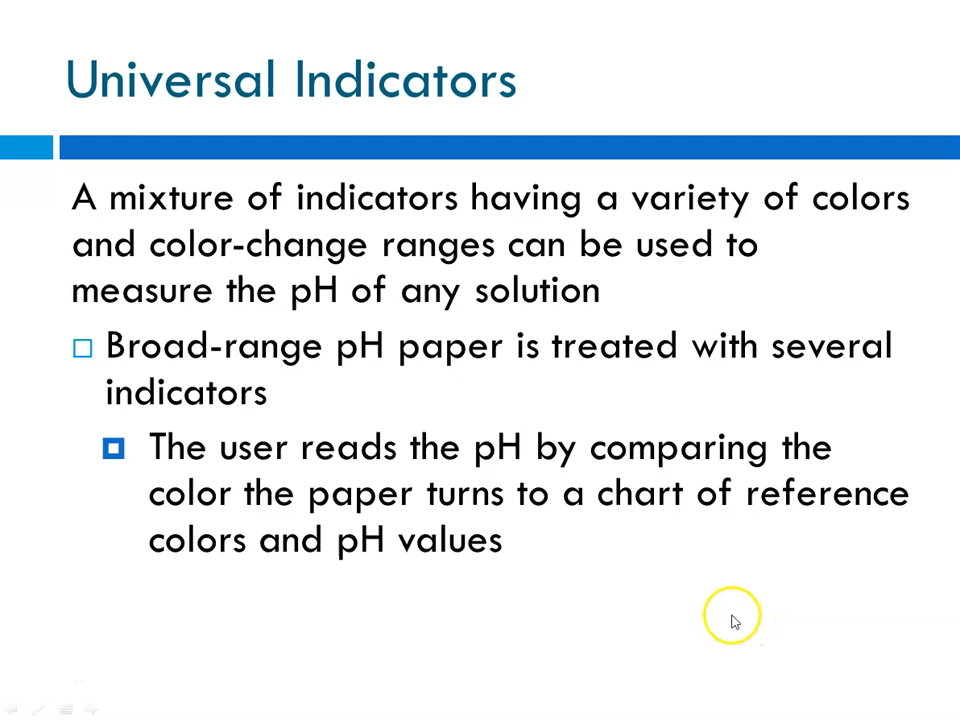 Universal Indicators
A mixture of indicators having a variety of colors
and color-change ranges can be used to
measure the pH of any solution
Broad-range pH paper is treated with several
indicators
The user reads the pH by comparing the
color the paper turns to a chart of reference
colors and pH values